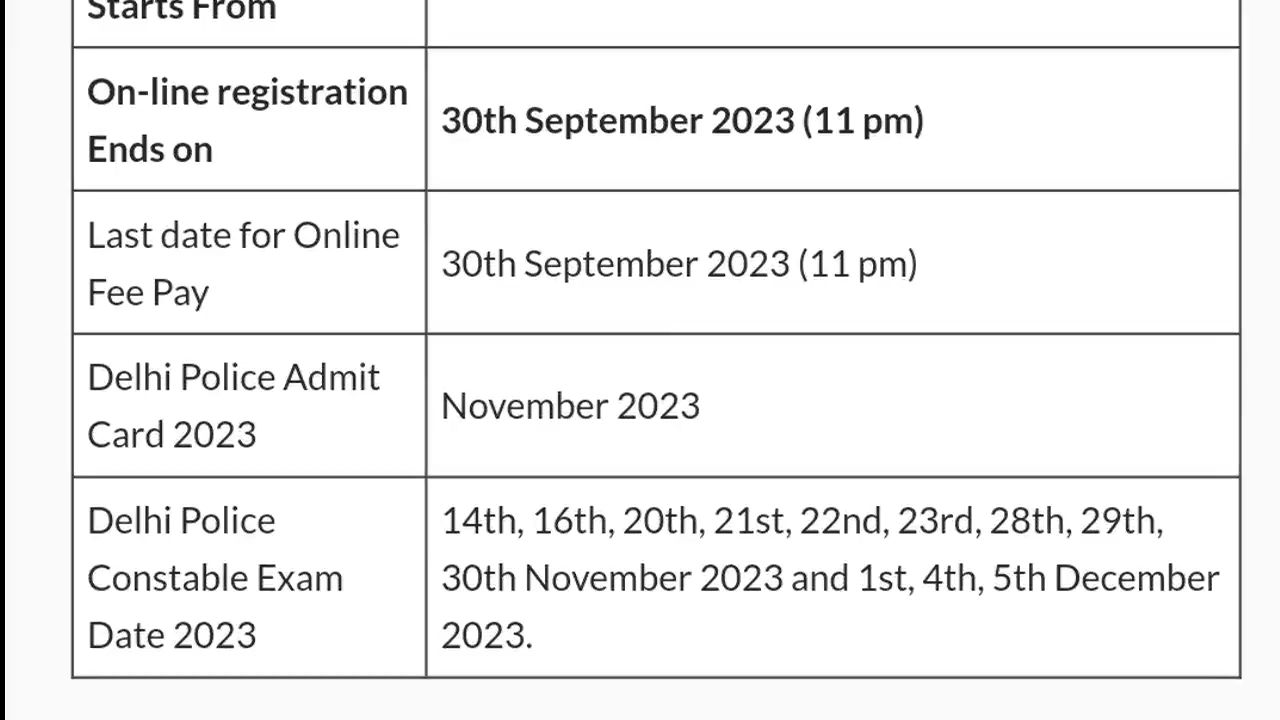 Starts From
On-line registration
Ends on
30th September 2023 (11 pm)
Last date for Online
Fee Pay
30th September 2023 (11 pm)
Delhi Police Admit
Card 2023
November 2023
Delhi Police
Constable Exam
Date 2023
14th, 16th, 20th, 21st, 22nd, 23rd, 28th, 29th,
30th November 2023 and 1st, 4th, 5th December
2023.